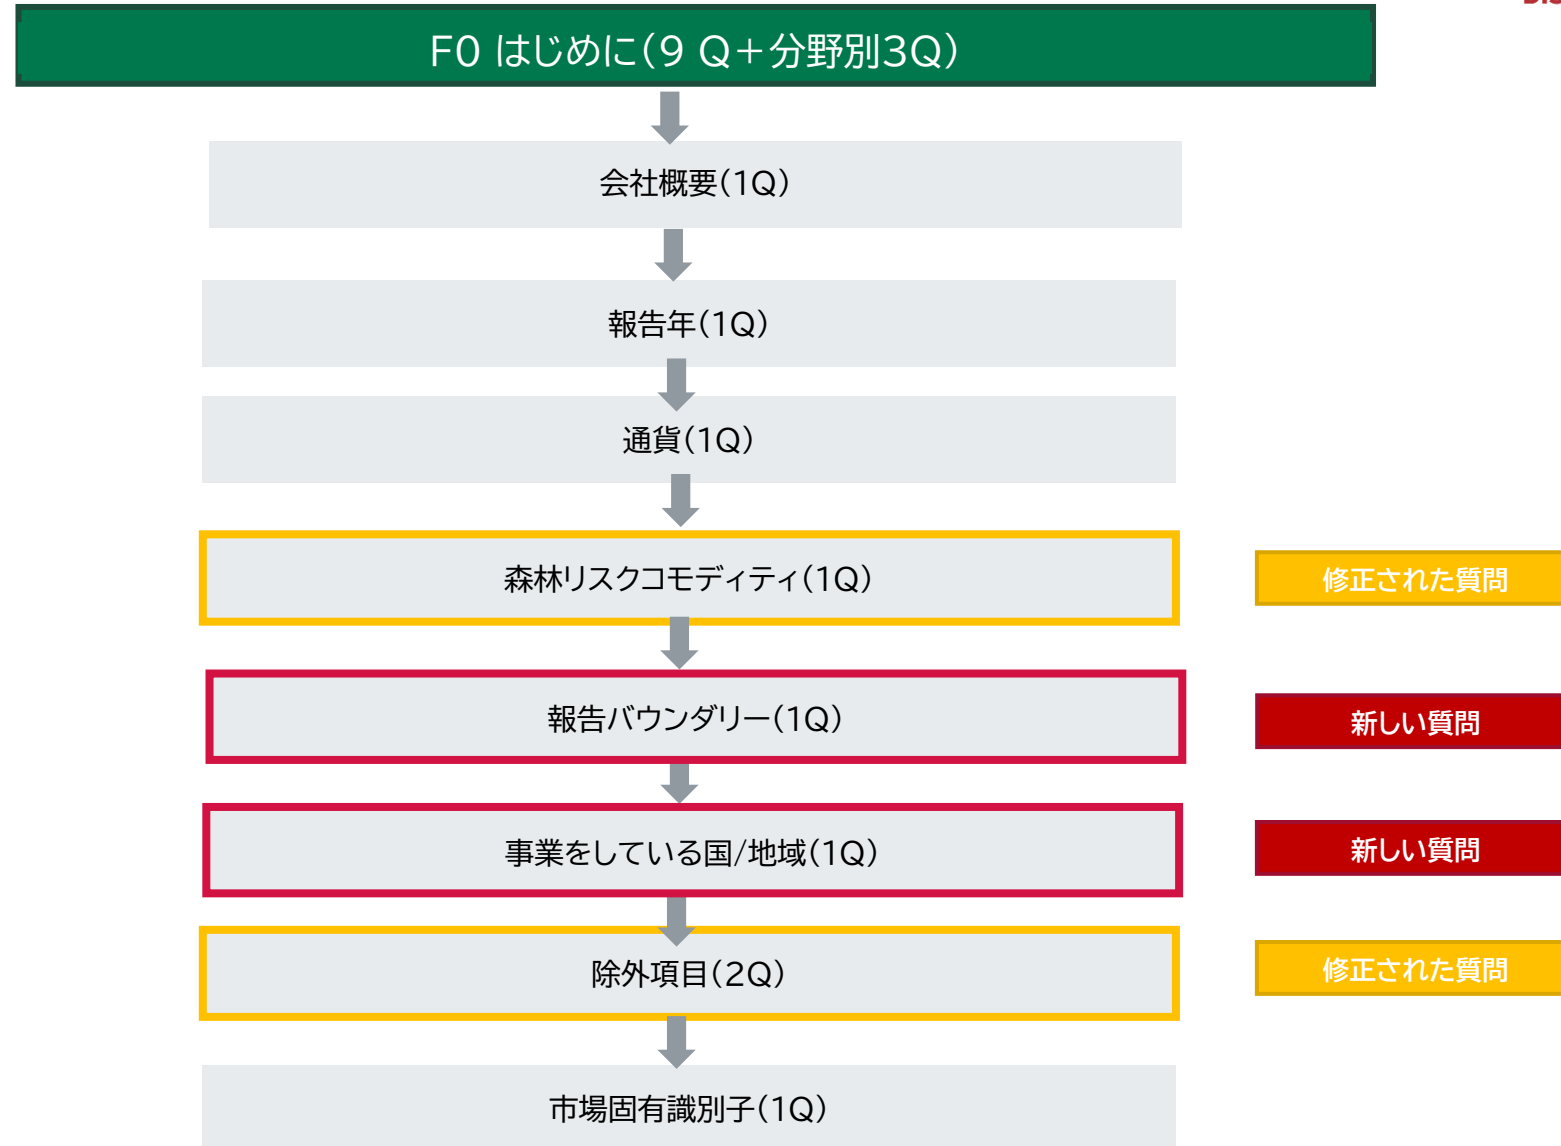 F0 はじめに(9 Q+分野別3Q)
会社概要(1Q)
報告年(1Q)
通貨(1Q)
森林リスクコモディティ(1Q)
修正された質問
報告バウンダリー(1Q)
新しい質問
事業をしている国/地域(1Q)
新しい質問
除外項目(2Q)
修正された質問
市場固有識別子(1Q)